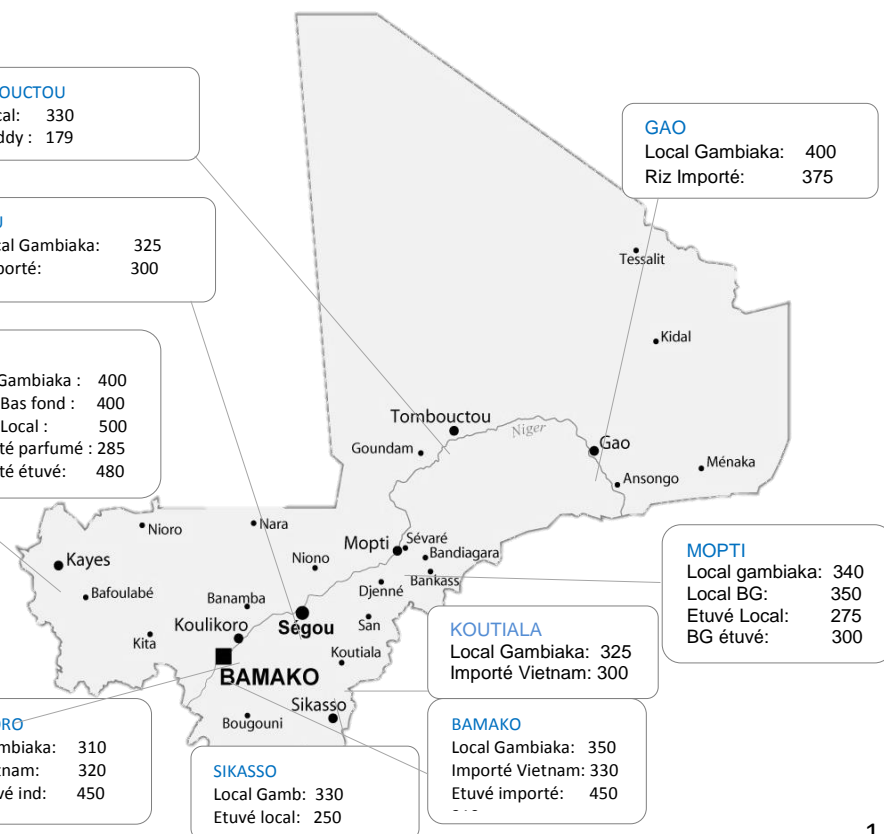 OUCTOU
cal: 330
ddy : 179
GAO
Local Gambiaka: 400
Riz Importé: 375
U
cal Gambiaka: 325
porté: 300
Gambiaka : 400
Bas fond : 400
Local : 500
té parfumé : 285
té étuvé: 480
Tessalit
Kidal
Tombouctou
Niger
Goundam
Gao
Ansongo
Ménaka
Nioro
Nara
Kayes
Niono
Mopti
Sévaré
Bandiagara
Bankass
Djenné
Bafoulabé
Banamba
Ségou
San
Koulikoro
Kita
Koutiala
BAMAKO
Sikasso
Bougouni
MOPTI
Local gambiaka: 340
Local BG: 350
Etuvé Local: 275
BG étuvé: 300
KOUTIALA
Local Gambiaka: 325
Importé Vietnam: 300
ORO
mbiaka: 310
tnam: 320
vé ind: 450
SIKASSO
Local Gamb: 330
Etuvé local: 250
BAMAKO
Local Gambiaka: 350
Importé Vietnam: 330
Etuvé importé: 450
1